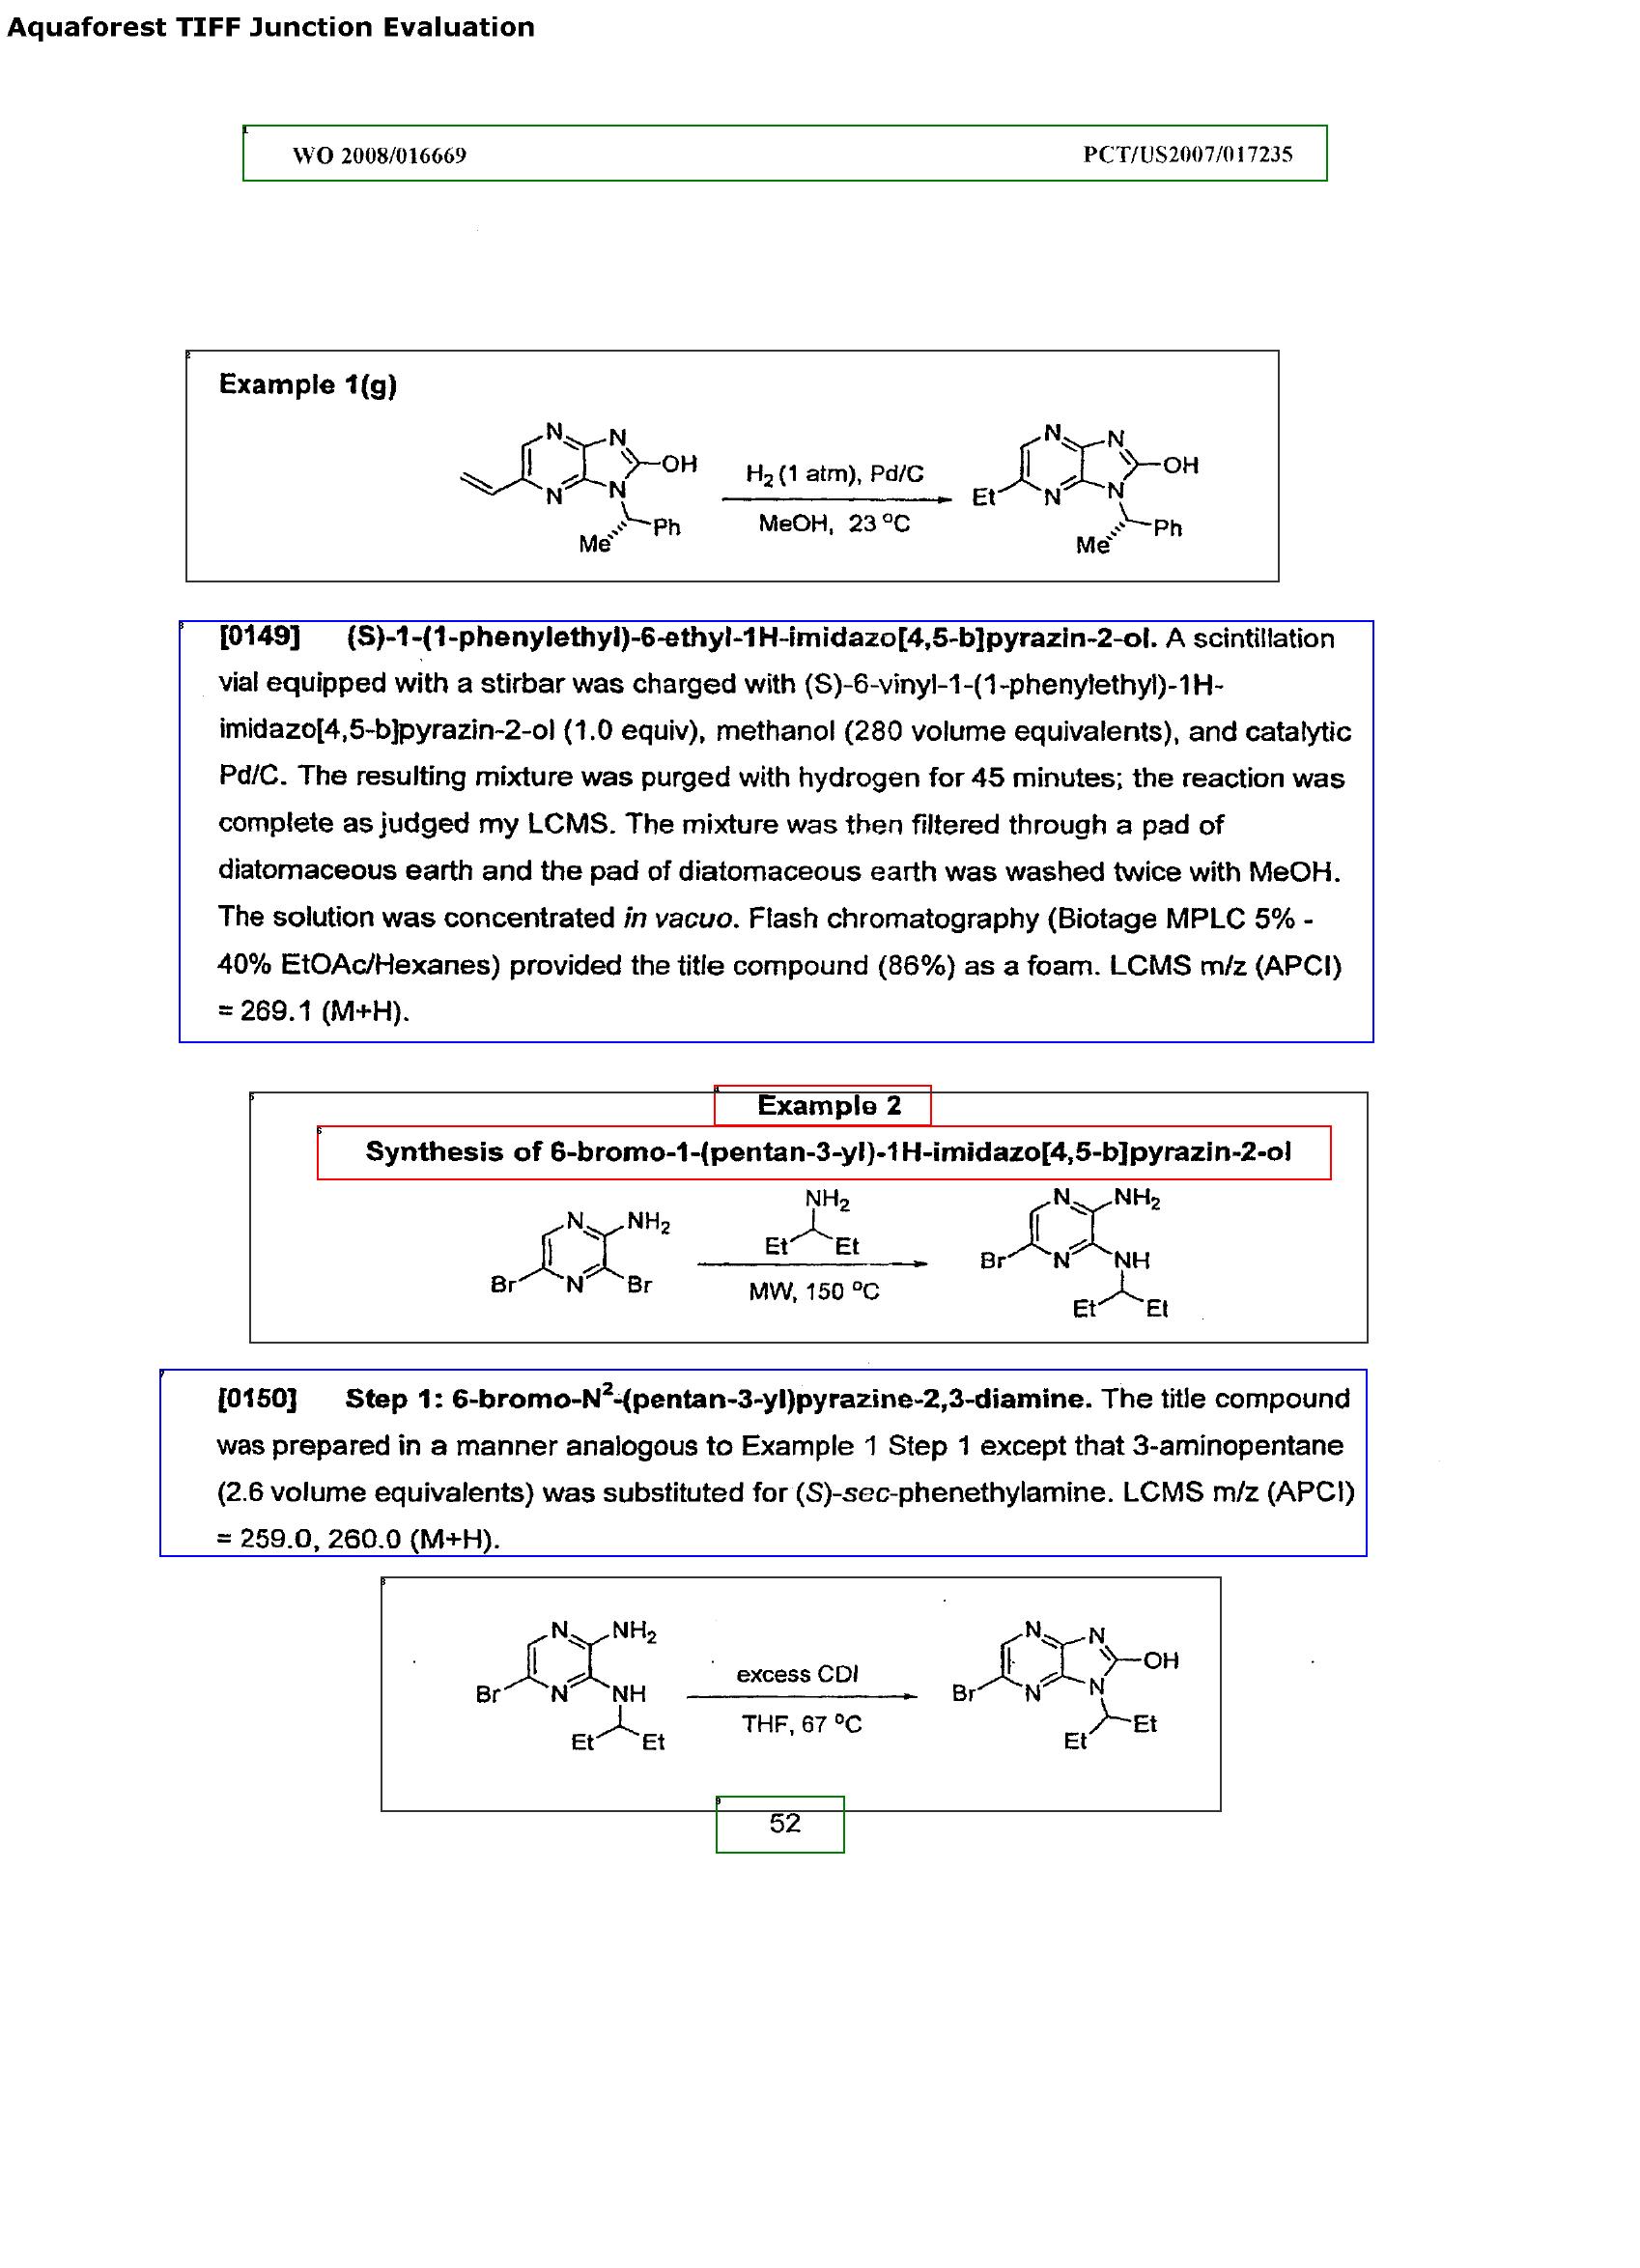 Aquaforest TIFF Junction Evaluation
WO 2008/016669 PCT/US2007/017235
Example 1(g)
N N OH N N Me Ph
H2 (1 atm), Pd/C
MeOH, 23 °C
N N OH Et N N Me Ph
[0149] (S)-1-(1-phenylethyl)-6-ethyl-1H-imidazo[4,5-b]pyrazin-2-ol. A scintillation
vial equipped with a stirbar was charged with (S)-6-vinyl-1-(1-phenylethyl)-1H-
imidazo[4,5-b]pyrazin-2-ol (1.0 equiv), methanol (280 volume equivalents), and catalytic
Pd/C. The resulting mixture was purged with hydrogen for 45 minutes; the reaction was
complete as judged my LCMS. The mixture was then filtered through a pad of
diatomaceous earth and the pad of diatomaceous earth was washed twice with MeOH.
The solution was concentrated in vacuo. Flash chromatography (Biotage MPLC 5% -
40% EtOAc/Hexanes) provided the title compound (86%) as a foam. LCMS m/z (APCI)
= 269.1 (M+H).
Example 2
Synthesis of 6-bromo-1-(pentan-3-yl)-1H-imidazo[4,5-b]pyrazin-2-ol
N NH2 Br N Br
NH2
Et Et
MW, 150 °C
N NH2 Br N NH Et Et
[0150] Step 1: 6-bromo-N2-(pentan-3-yl)pyrazine-2,3-diamine. The title compound
was prepared in a manner analogous to Example 1 Step 1 except that 3-aminopentane
(2.6 volume equivalents) was substituted for (S)-sec-phenethylamine. LCMS m/z (APCI)
= 259.0, 260.0 (M+H).
N NH2 Br N NH Et Et
excess CDI
THF, 67 °C
N N OH Br N N Et Et
52